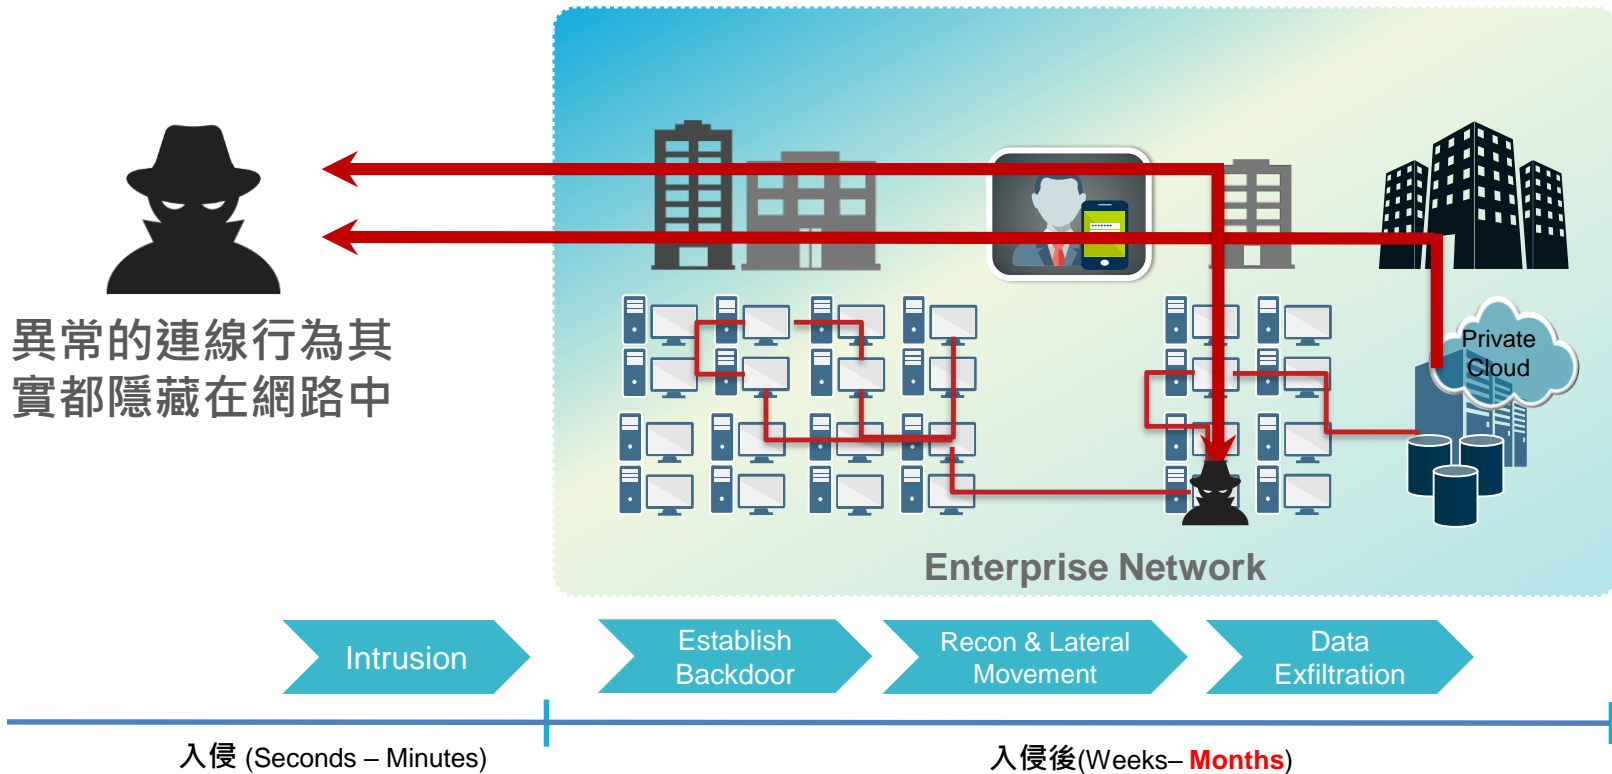 異常的連線行為其
實都隱藏在網路中
Private
Cloud
Enterprise Network
Intrusion
Establish
Backdoor
Recon & Lateral
Movement
Data
Exfiltration
入侵 (Seconds – Minutes)
入侵後(Weeks– Months)